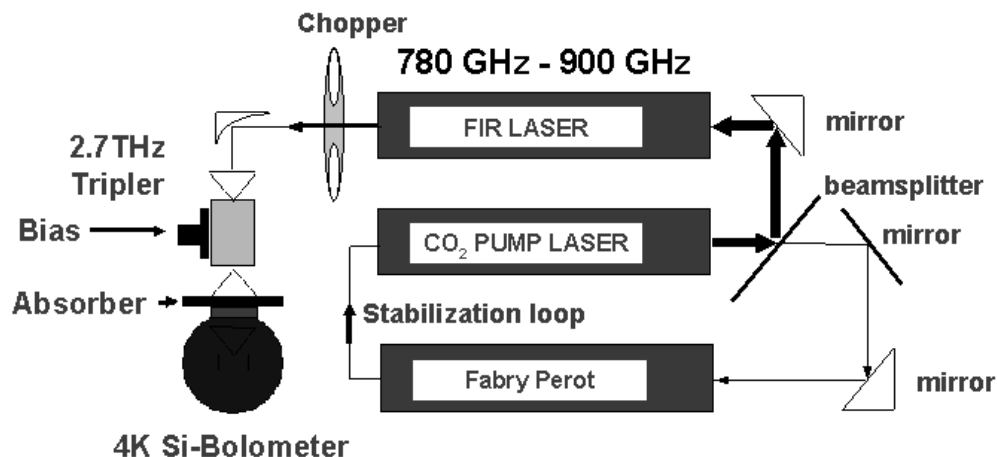 Chopper
780 GHz - 900 GHz
FIR LASER
mirror
2.7THz
Tripler
beamsplitter
Bias
CO₂ PUMP LASER
mirror
Absorber
Stabilization loop
Fabry Perot
mirror
4K Si-Bolometer